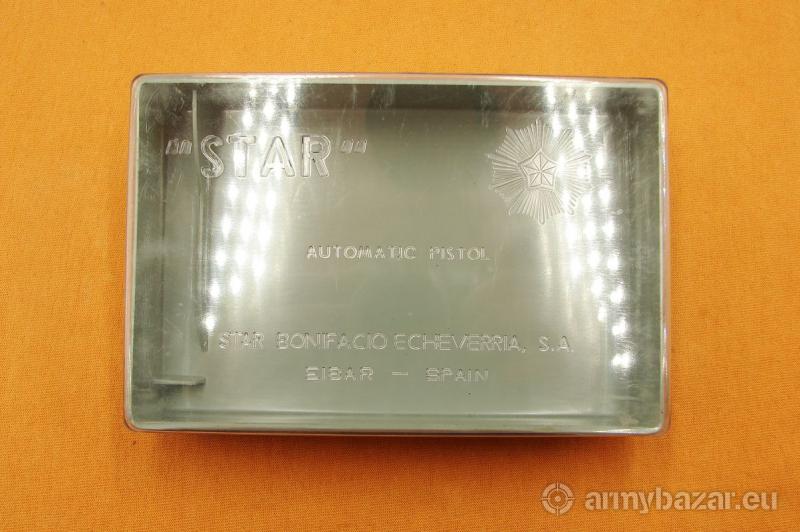 "STAR"
AUTOMATIC PISTOL
STAR BONIFACIO ECHEVERRIA, S.A.
EIBAR – SPAIN
armybazar.eu